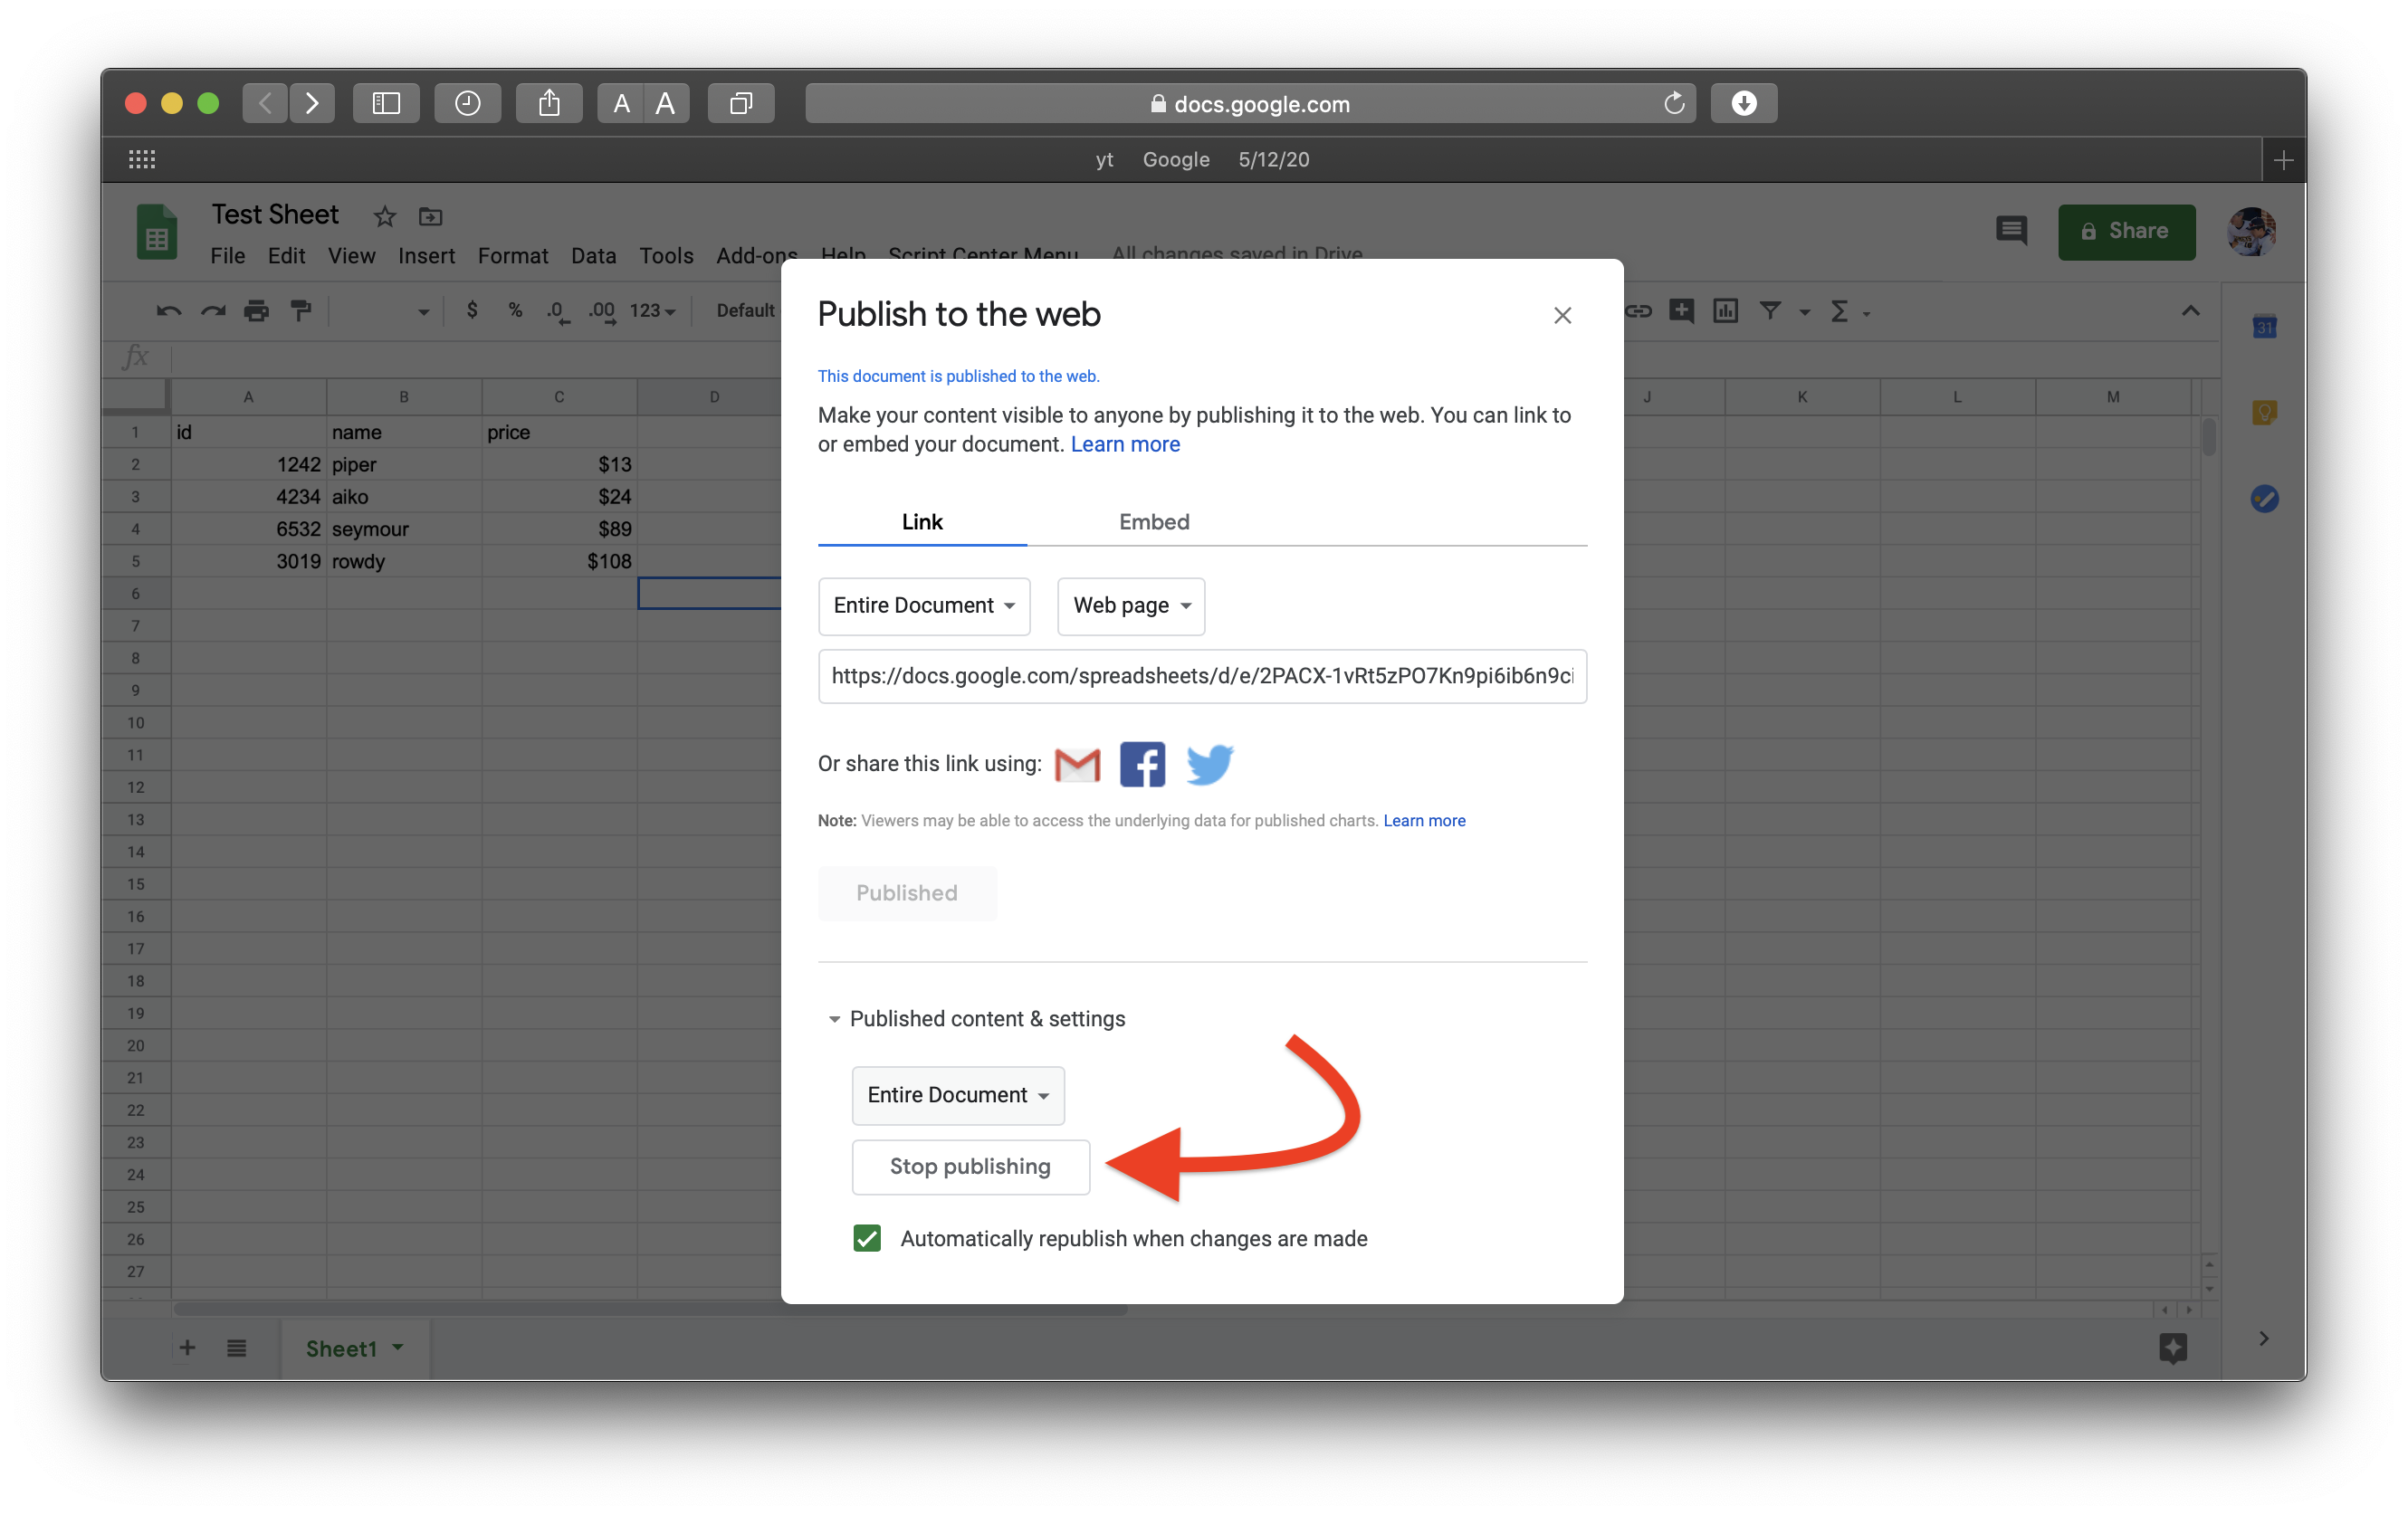 A A
docs.google.com
yt Google 5/12/20
Test Sheet
File Edit View Insert Format Data Tools Add-ons Help Script Center Menu All changes saved in Drive
Share
$ % .0 .00 123 Default
31
fx
Publish to the web
This document is published to the web.
Make your content visible to anyone by publishing it to the web. You can link to
or embed your document. Learn more
Link Embed
Entire Document Web page
https://docs.google.com/spreadsheets/d/e/2PACX-1vRt5zPO7Kn9pi6ib6n9ci
Or share this link using:
Note: Viewers may be able to access the underlying data for published charts. Learn more
Published
Published content & settings
Entire Document
Stop publishing
Automatically republish when changes are made
A B C D J K L M
1 id name price
2 1242 piper $13
3 4234 aiko $24
4 6532 seymour $89
5 3019 rowdy $108
6
7
8
9
10
11
12
13
14
15
16
17
18
19
20
21
22
23
24
25
26
27
Sheet1